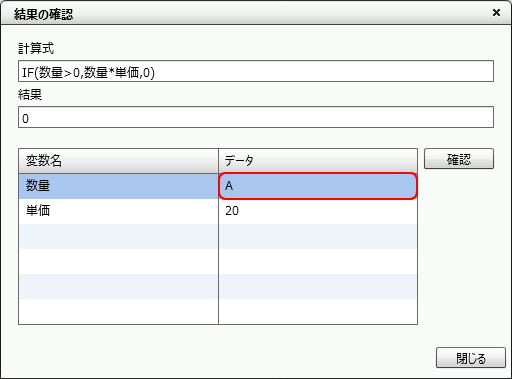 結果の確認
計算式
IF(数量>0,数量*単価,0)
結果
0
変数名 データ 確認
数量 A
単価 20
閉じる